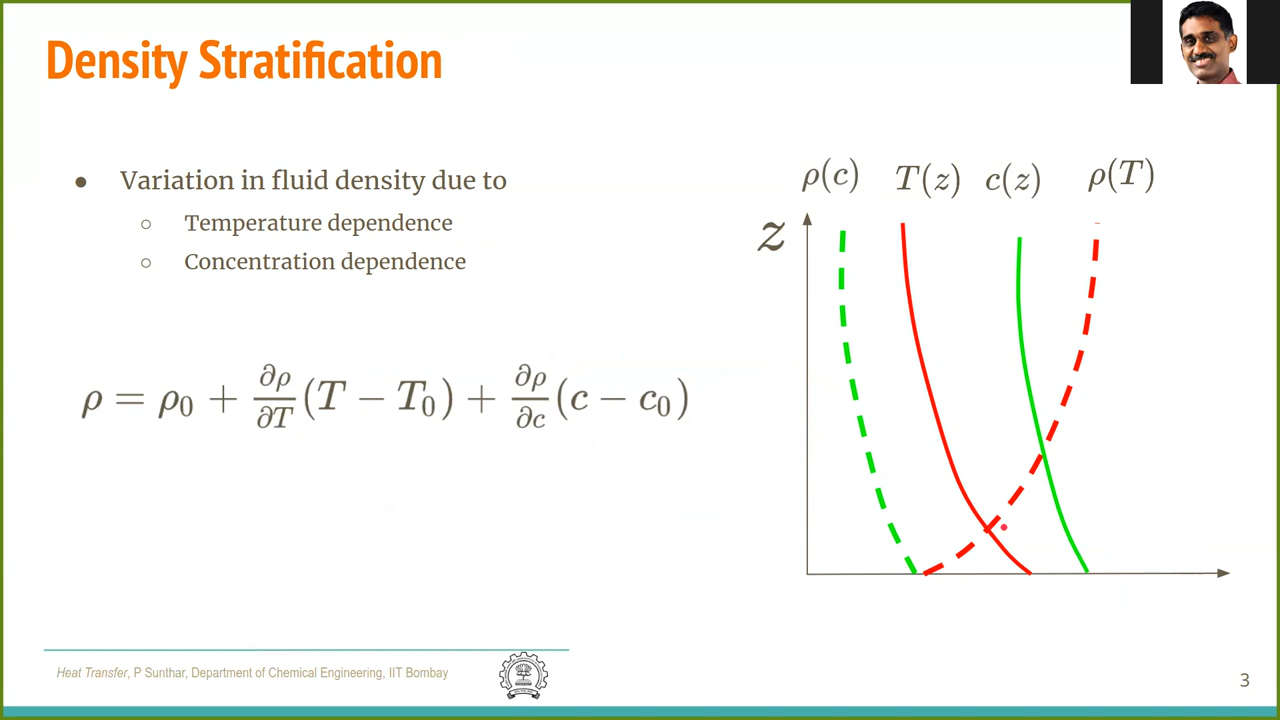 Density Stratification
● Variation in fluid density due to
○ Temperature dependence
○ Concentration dependence
ρ = ρ₀ + ∂ρ/∂T (T − T₀) + ∂ρ/∂c (c − c₀)
ρ(c) T(z) c(z) ρ(T)
z
Heat Transfer, P Sunthar, Department of Chemical Engineering, IIT Bombay
3